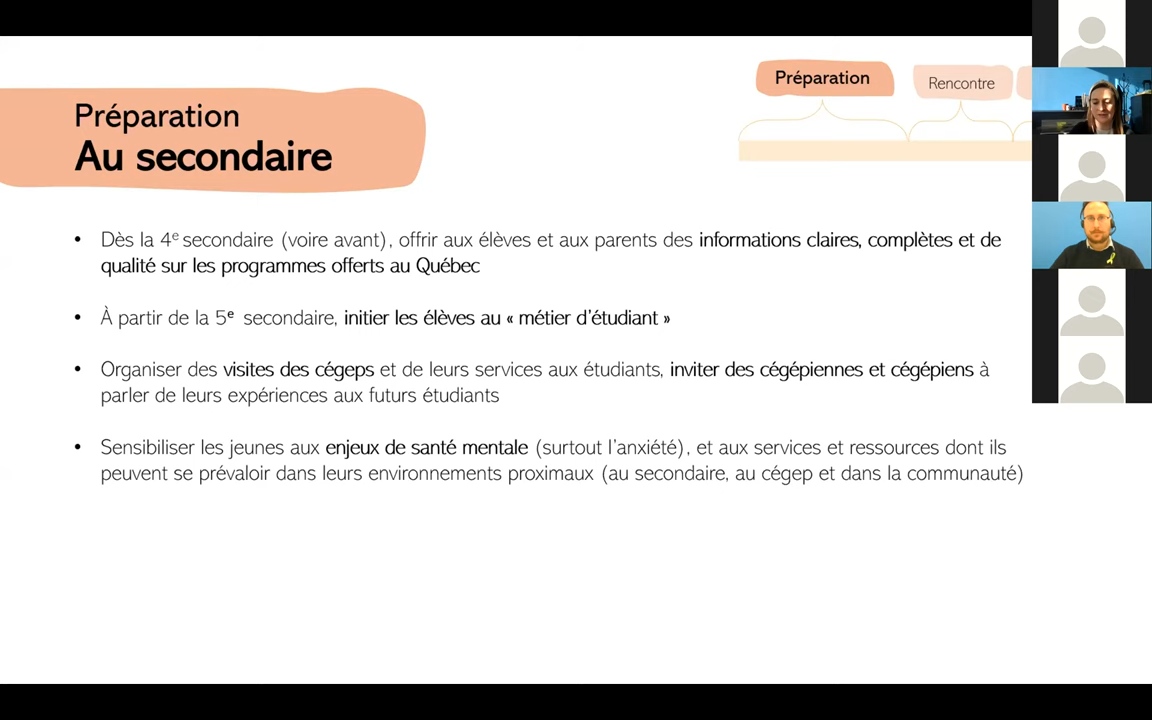 Préparation
Rencontre
Préparation
Au secondaire
• Dès la 4e secondaire (voire avant), offrir aux élèves et aux parents des informations claires, complètes et de
qualité sur les programmes offerts au Québec
• À partir de la 5e secondaire, initier les élèves au « métier d'étudiant »
• Organiser des visites des cégeps et de leurs services aux étudiants, inviter des cégépiennes et cégépiens à
parler de leurs expériences aux futurs étudiants
• Sensibiliser les jeunes aux enjeux de santé mentale (surtout l'anxiété), et aux services et ressources dont ils
peuvent se prévaloir dans leurs environnements proximaux (au secondaire, au cégep et dans la communauté)